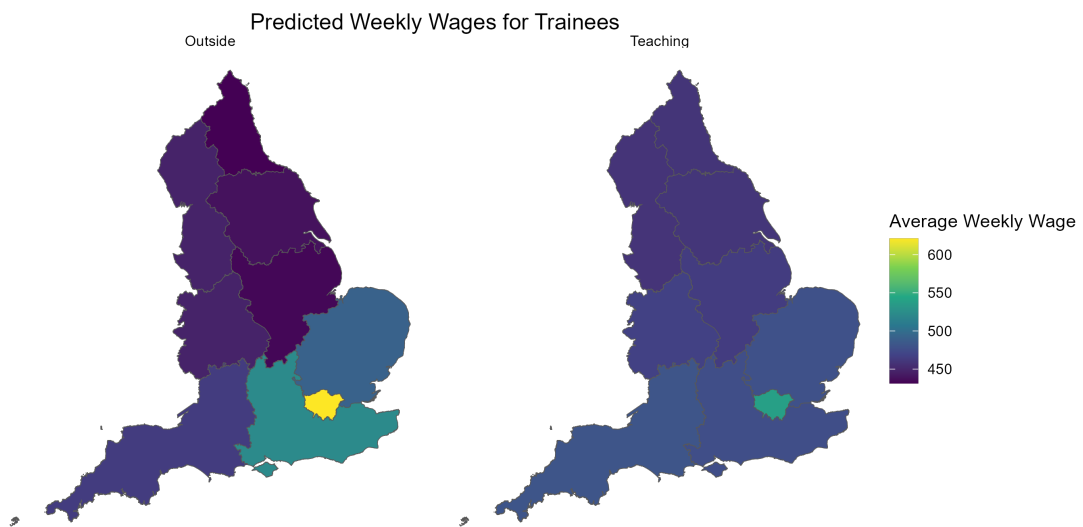 Predicted Weekly Wages for Trainees
Outside
Teaching
Average Weekly Wage
600
550
500
450